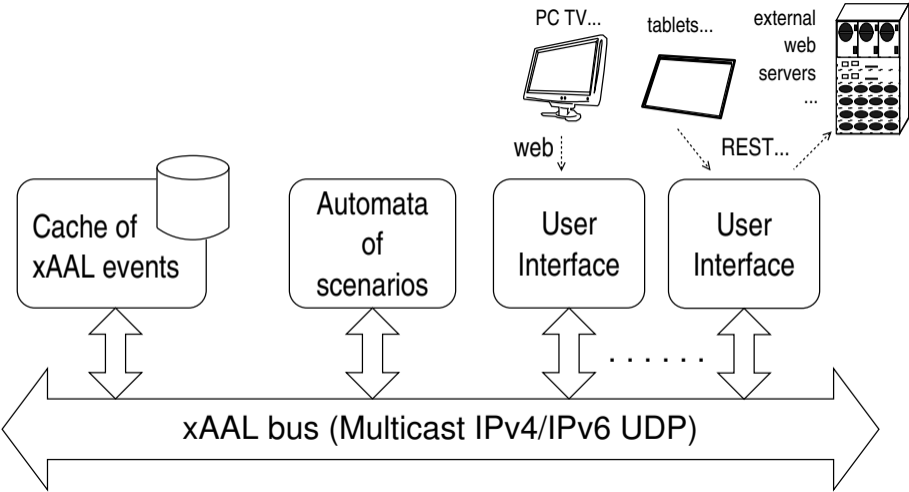 PC TV...
tablets...
external
web
servers
...
web
REST...
Cache of
xAAL events
Automata
of
scenarios
User
Interface
User
Interface
. . . . . .
xAAL bus (Multicast IPv4/IPv6 UDP)